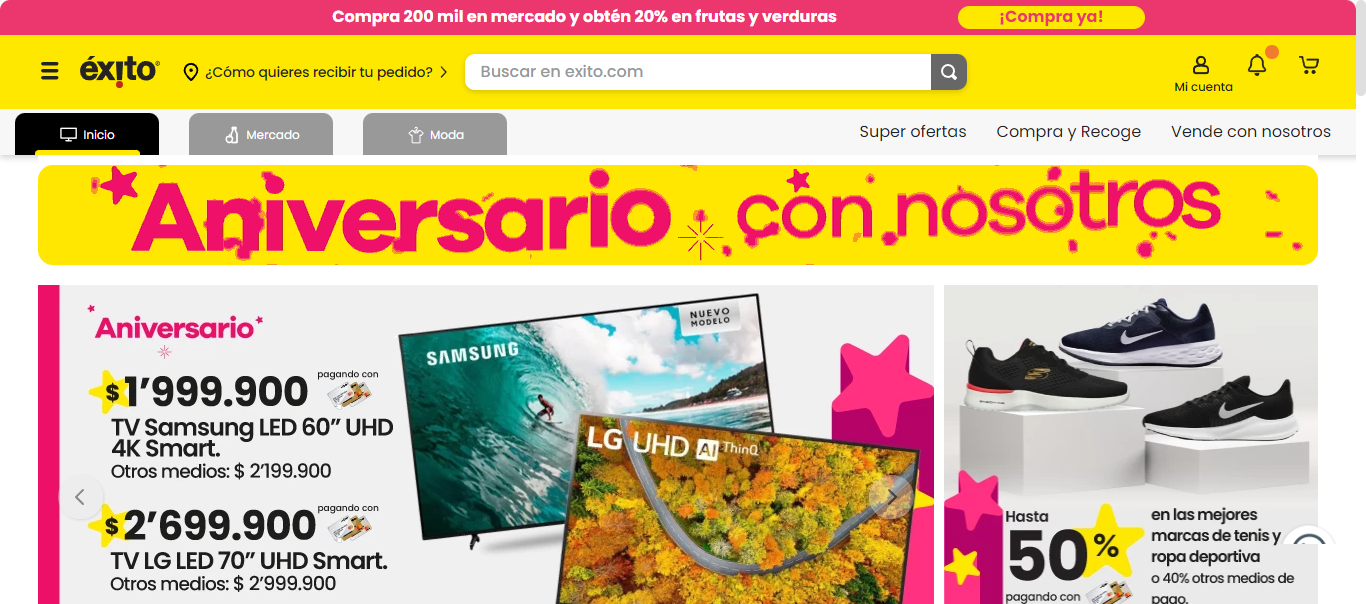 Compra 200 mil en mercado y obtén 20% en frutas y verduras
¡Compra ya!
éxito
¿Cómo quieres recibir tu pedido?
Buscar en exito.com
Mi cuenta
Inicio
Mercado
Moda
Super ofertas
Compra y Recoge
Vende con nosotros
Aniversario con nosotros
Aniversario
$1’999.900
pagando con
TV Samsung LED 60” UHD
4K Smart.
Otros medios: $ 2’199.900
$2’699.900
pagando con
TV LG LED 70” UHD Smart.
Otros medios: $ 2’999.900
SAMSUNG
NUEVO
MODELO
LG UHD AI ThinQ
Hasta
50%
pagando con
en las mejores
marcas de tenis y
ropa deportiva
o 40% otros medios de
pago.